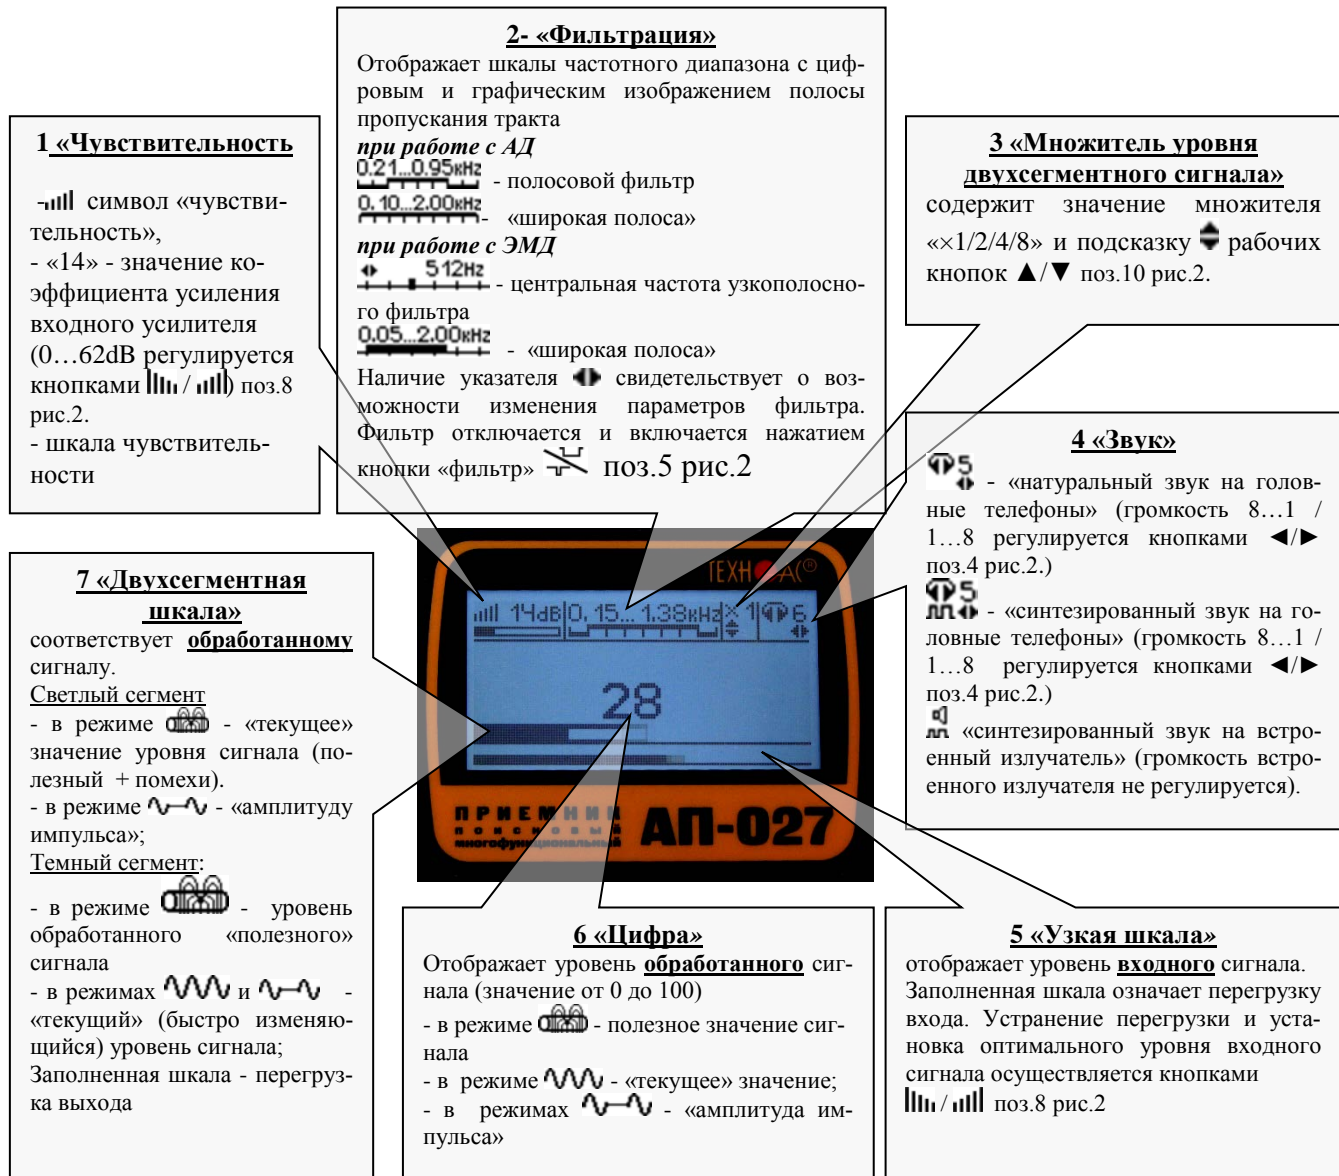 2- «Фильтрация»
Отображает шкалы частотного диапазона с циф-
ровым и графическим изображением полосы
пропускания тракта
при работе с АД
0.21...0.95кHz - полосовой фильтр
0.10...2.00кHz - «широкая полоса»
при работе с ЭМД
512Hz - центральная частота узкополосно-
го фильтра
0.05...2.00кHz - «широкая полоса»
Наличие указателя ◄► свидетельствует о воз-
можности изменения параметров фильтра.
Фильтр отключается и включается нажатием
кнопки «фильтр» поз.5 рис.2
1 «Чувствительность
- символ «чувстви-
тельность»,
- «14» - значение ко-
эффициента усиления
входного усилителя
(0…62dB регулируется
кнопками / ) поз.8
рис.2.
- шкала чувствитель-
ности
3 «Множитель уровня
двухсегментного сигнала»
содержит значение множителя
«×1/2/4/8» и подсказку рабочих
кнопок ▲/▼ поз.10 рис.2.
4 «Звук»
5 - «натуральный звук на голов-
ные телефоны» (громкость 8…1 /
1…8 регулируется кнопками ◄/►
поз.4 рис.2.)
5 - «синтезированный звук на го-
ловные телефоны» (громкость 8…1 /
1…8 регулируется кнопками ◄/►
поз.4 рис.2.)
«синтезированный звук на встро-
енный излучатель» (громкость встро-
енного излучателя не регулируется).
7 «Двухсегментная
шкала»
соответствует обработанному
сигналу.
Светлый сегмент
- в режиме - «текущее»
значение уровня сигнала (по-
лезный + помехи).
- в режиме - «амплитуду
импульса»;
Темный сегмент:
- в режиме - уровень
обработанного «полезного»
сигнала
- в режимах и -
«текущий» (быстро изменяю-
щийся) уровень сигнала;
Заполненная шкала - перегруз-
ка выхода
ТЕХНО-АС®
14dB 0.15...1.38кHz × 1 6
28
ПРИЕМНИК
поисковый
многофункциональный
АП-027
6 «Цифра»
Отображает уровень обработанного сиг-
нала (значение от 0 до 100)
- в режиме - полезное значение сиг-
нала
- в режиме - «текущее» значение;
- в режимах - «амплитуда им-
пульса»
5 «Узкая шкала»
отображает уровень входного сигнала.
Заполненная шкала означает перегрузку
входа. Устранение перегрузки и уста-
новка оптимального уровня входного
сигнала осуществляется кнопками
/ поз.8 рис.2